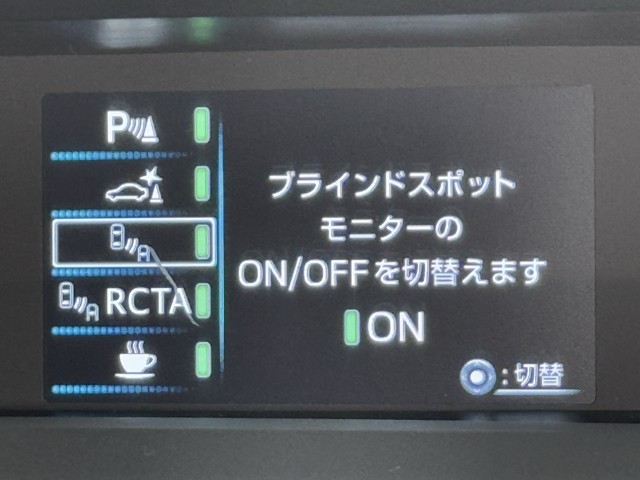 P
RCTA
ブラインドスポット
モニターの
ON/OFFを切替えます
ON
:切替